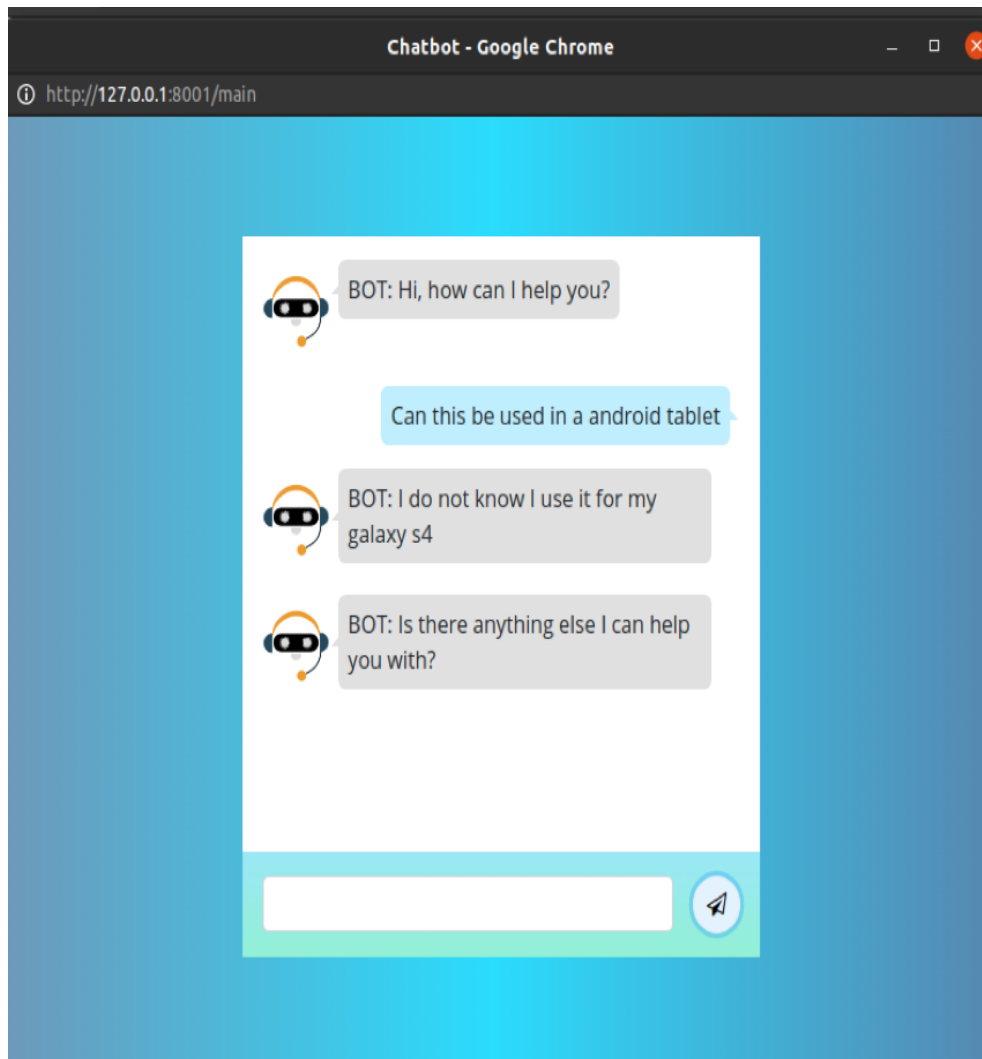 Chatbot - Google Chrome
http://127.0.0.1:8001/main
BOT: Hi, how can I help you?
Can this be used in a android tablet
BOT: I do not know I use it for my
galaxy s4
BOT: Is there anything else I can help
you with?